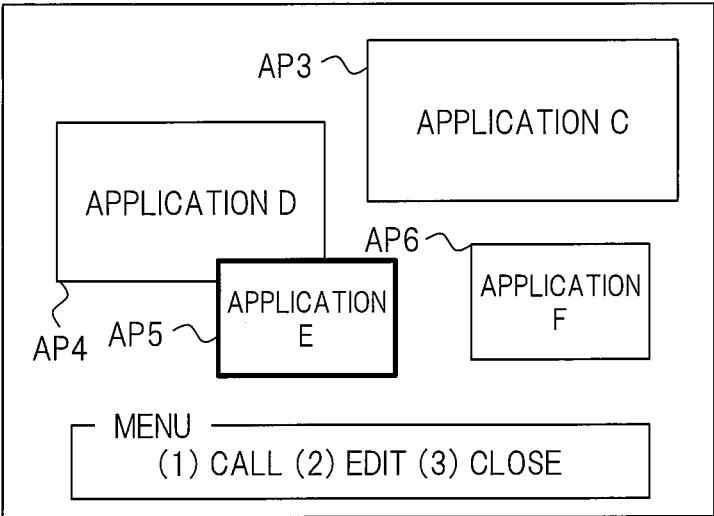 AP3
APPLICATION C
APPLICATION D
AP6
APPLICATION
E
APPLICATION
F
AP4
AP5
MENU
(1) CALL (2) EDIT (3) CLOSE